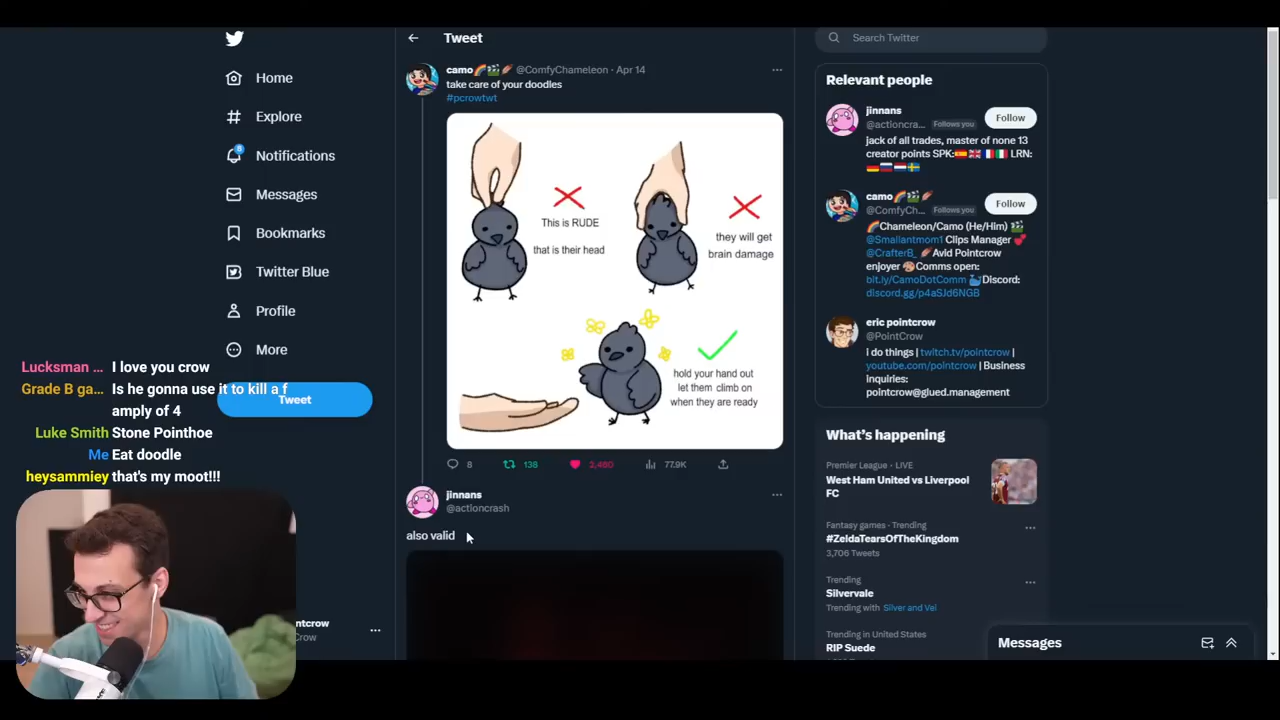 Home
Explore
8
Notifications
Messages
Bookmarks
Twitter Blue
Profile
More
Tweet
Lucksman ... I love you crow
Grade B ga... Is he gonna use it to kill a f
amply of 4
Luke Smith Stone Pointhoe
Me Eat doodle
heysammiey that's my moot!!!
ntcrow
Crow
Tweet
camo @ComfyChameleon · Apr 14
take care of your doodles
#pcrowtwt
This is RUDE
that is their head
they will get
brain damage
hold your hand out
let them climb on
when they are ready
8
138
3,460
77.9K
jinnans
@actioncrash
also valid
Search Twitter
Relevant people
jinnans
@actioncra... Follows you
Follow
jack of all trades, master of none 13
creator points SPK: LRN:
camo
@ComfyCh... Follows you
Follow
Chameleon/Camo (He/Him)
@Smallantmom1 Clips Manager
@CrafterB_ Avid Pointcrow
enjoyer Comms open:
bit.ly/CamoDotComm Discord:
discord.gg/p4aSJd6NGB
eric pointcrow
@PointCrow
Follow
i do things | twitch.tv/pointcrow |
youtube.com/pointcrow | Business
Inquiries:
pointcrow@glued.management
What's happening
Premier League · LIVE
West Ham United vs Liverpool
FC
Fantasy games · Trending
#ZeldaTearsOfTheKingdom
3,706 Tweets
Trending
Silvervale
Trending with Silver and Vei
Trending in United States
RIP Suede
Messages